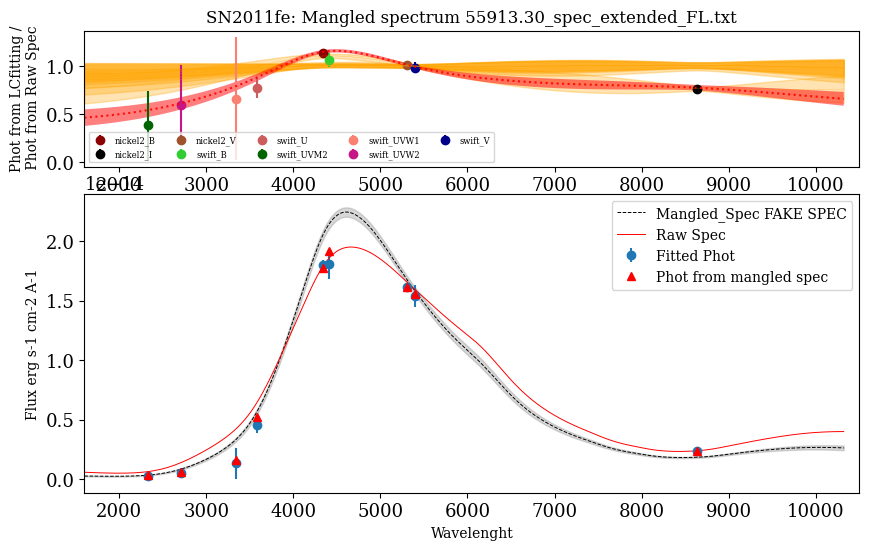 SN2011fe: Mangled spectrum 55913.30_spec_extended_FL.txt
Phot from LCfitting /
Phot from Raw Spec
1.0
0.5
0.0
nickel2_B
nickel2_I
nickel2_V
swift_B
swift_U
swift_UVM2
swift_UVW1
swift_UVW2
swift_V
2000 3000 4000 5000 6000 7000 8000 9000 10000
1e−14
Flux erg s-1 cm-2 A-1
2.0
1.5
1.0
0.5
0.0
Mangled_Spec FAKE SPEC
Raw Spec
Fitted Phot
Phot from mangled spec
2000 3000 4000 5000 6000 7000 8000 9000 10000
Wavelenght